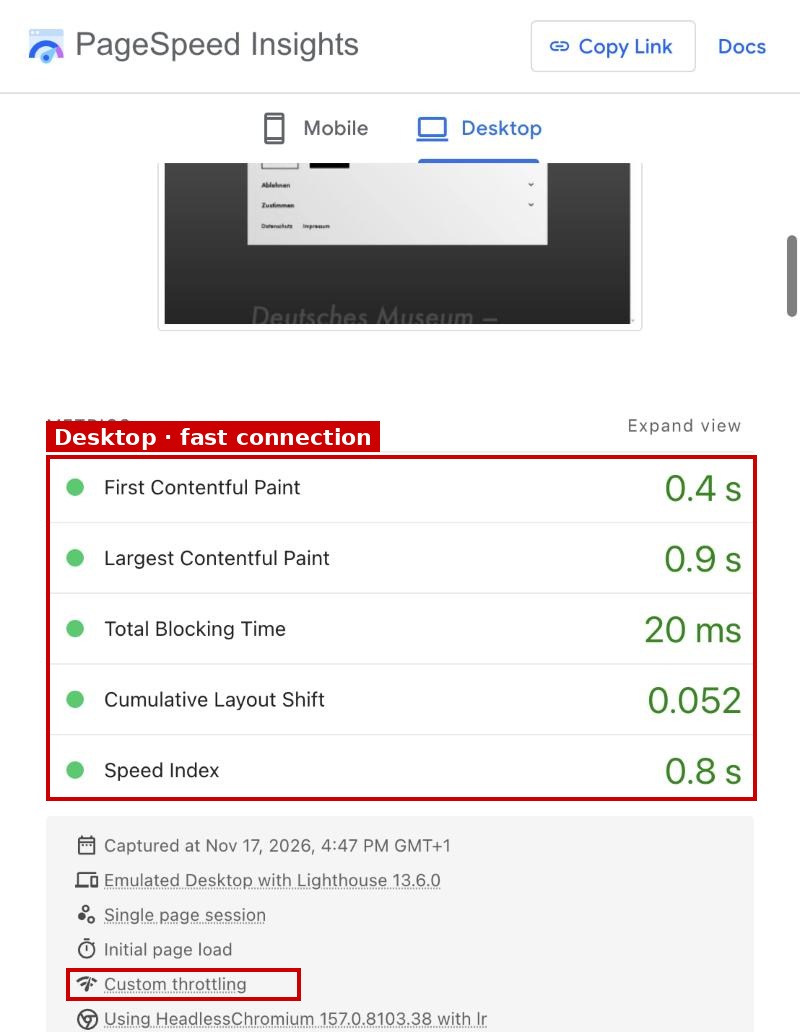 PageSpeed Insights
Copy Link
Docs
Mobile
Desktop
Ablehnen
Zustimmen
Datenschutz Impressum
Deutsches Museum –
Expand view
Desktop · fast connection
First Contentful Paint 0.4 s
Largest Contentful Paint 0.9 s
Total Blocking Time 20 ms
Cumulative Layout Shift 0.052
Speed Index 0.8 s
Captured at Nov 17, 2026, 4:47 PM GMT+1
Emulated Desktop with Lighthouse 13.6.0
Single page session
Initial page load
Custom throttling
Using HeadlessChromium 157.0.8103.38 with lr